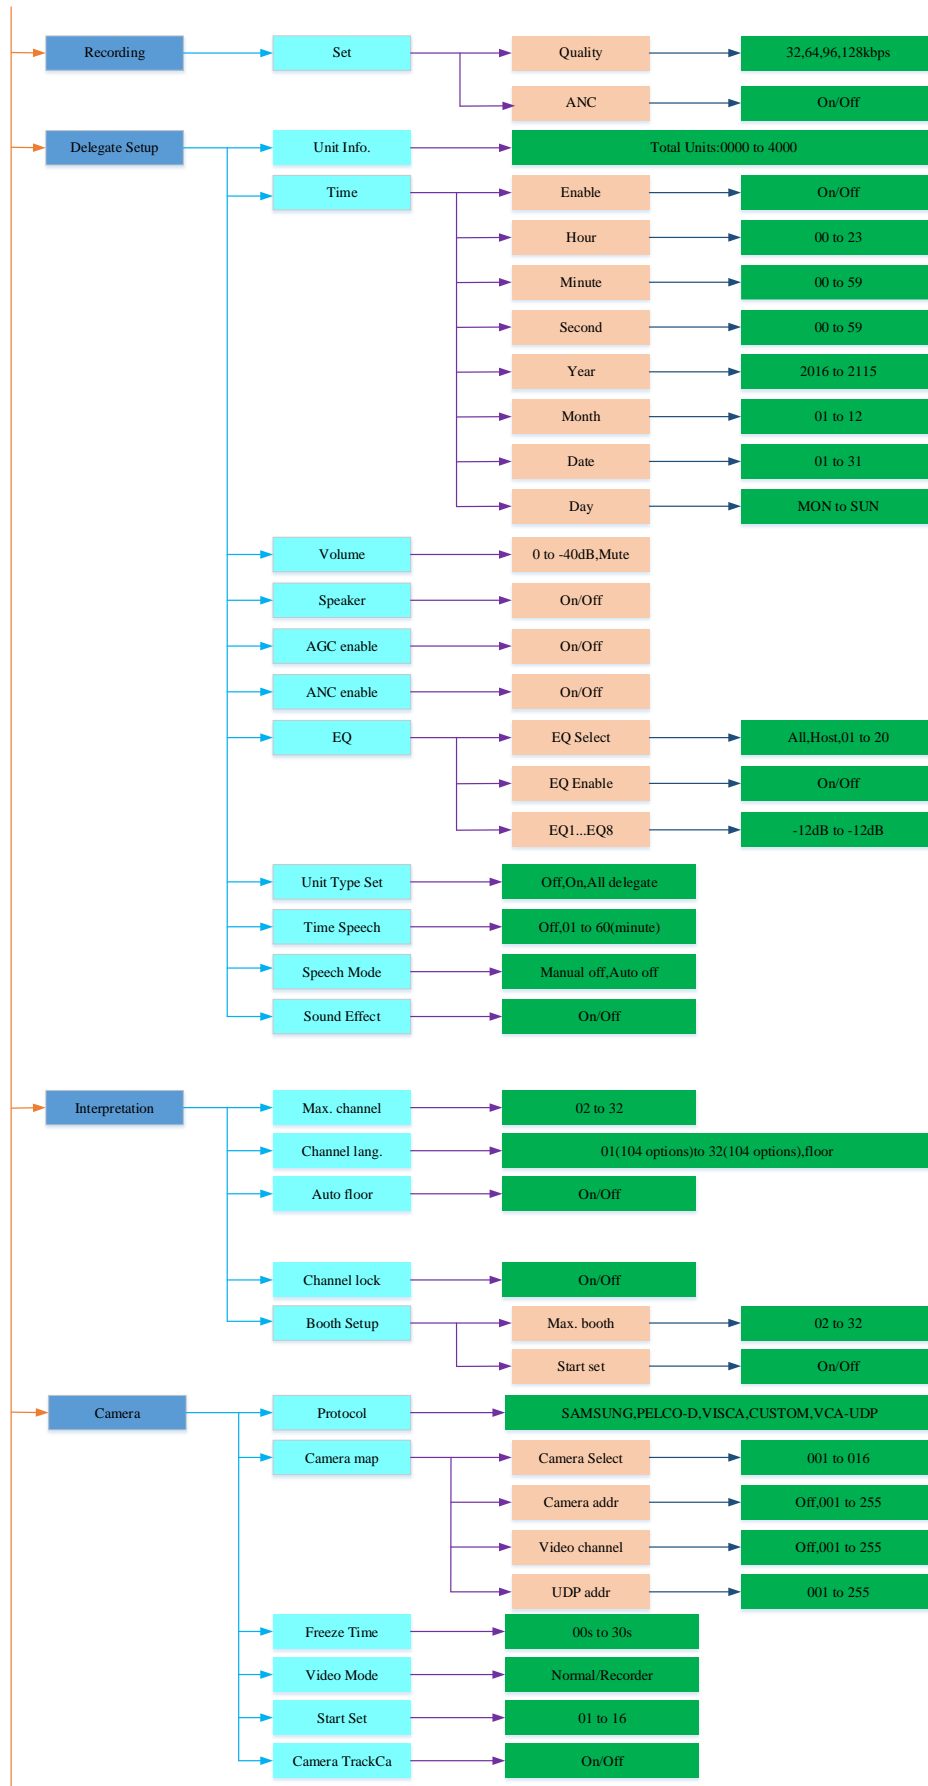 Recording
Set
Quality
32,64,96,128kbps
ANC
On/Off
Delegate Setup
Unit Info.
Total Units:0000 to 4000
Time
Enable
On/Off
Hour
00 to 23
Minute
00 to 59
Second
00 to 59
Year
2016 to 2115
Month
01 to 12
Date
01 to 31
Day
MON to SUN
Volume
0 to -40dB,Mute
Speaker
On/Off
AGC enable
On/Off
ANC enable
On/Off
EQ
EQ Select
All,Host,01 to 20
EQ Enable
On/Off
EQ1...EQ8
-12dB to -12dB
Unit Type Set
Off,On,All delegate
Time Speech
Off,01 to 60(minute)
Speech Mode
Manual off,Auto off
Sound Effect
On/Off
Interpretation
Max. channel
02 to 32
Channel lang.
01(104 options)to 32(104 options),floor
Auto floor
On/Off
Channel lock
On/Off
Booth Setup
Max. booth
02 to 32
Start set
On/Off
Camera
Protocol
SAMSUNG,PELCO-D,VISCA,CUSTOM,VCA-UDP
Camera map
Camera Select
001 to 016
Camera addr
Off,001 to 255
Video channel
Off,001 to 255
UDP addr
001 to 255
Freeze Time
00s to 30s
Video Mode
Normal/Recorder
Start Set
01 to 16
Camera TrackCa
On/Off